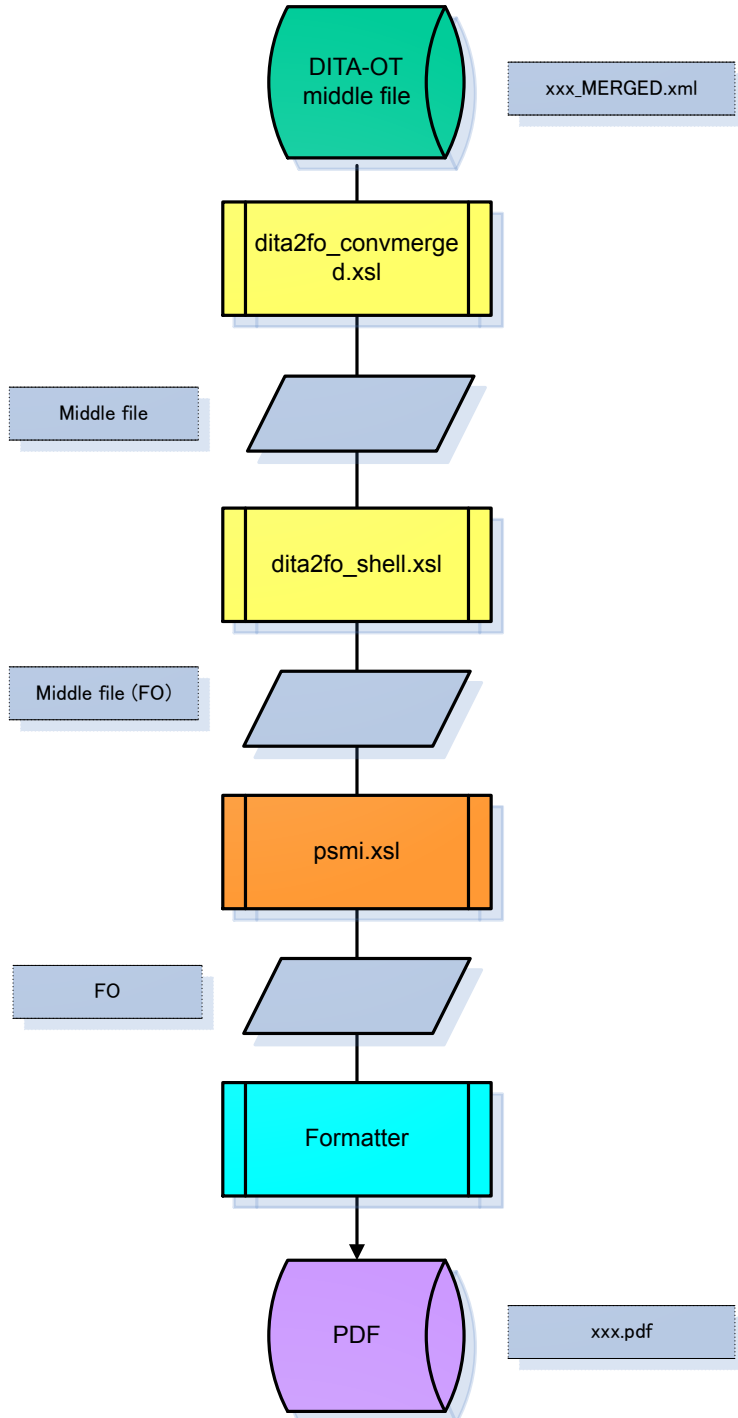 DITA-OT
middle file
xxx_MERGED.xml
dita2fo_convmerge
d.xsl
Middle file
dita2fo_shell.xsl
Middle file (FO)
psmi.xsl
FO
Formatter
PDF
xxx.pdf